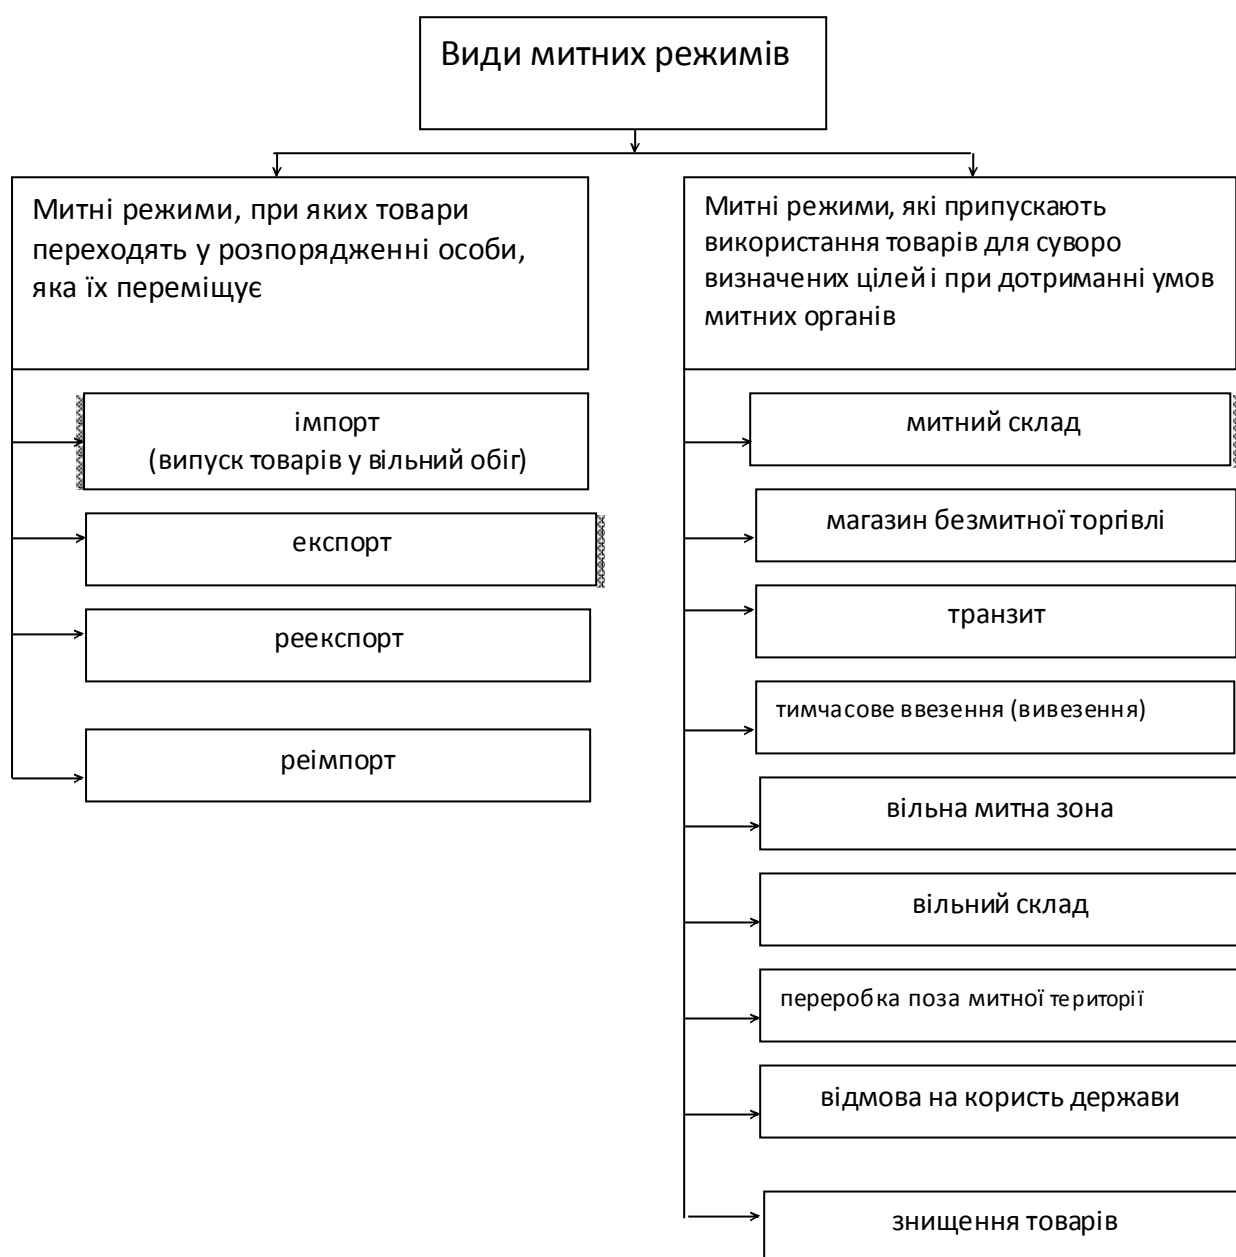 Види митних режимів
Митні режими, при яких товари
переходять у розпорядженні особи,
яка їх переміщує
імпорт
(випуск товарів у вільний обіг)
експорт
реекспорт
реімпорт
Митні режими, які припускають
використання товарів для суворо
визначених цілей і при дотриманні умов
митних органів
митний склад
магазин безмитної торгівлі
транзит
тимчасове ввезення (вивезення)
вільна митна зона
вільний склад
переробка поза митної території
відмова на користь держави
знищення товарів